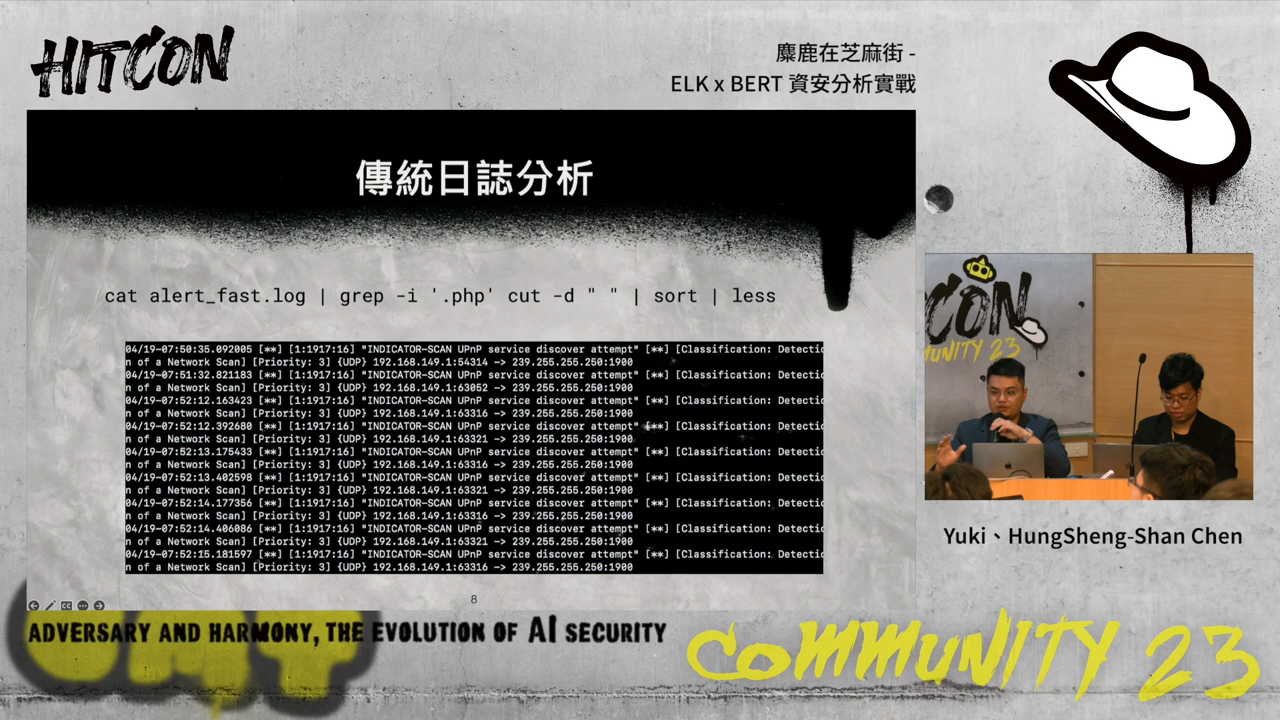 HITCON
麋鹿在芝麻街 -
ELK x BERT 資安分析實戰
傳統日誌分析
cat alert_fast.log | grep -i '.php' cut -d " " | sort | less
04/19-07:50:35.092005 [**] [1:1917:16] "INDICATOR-SCAN UPnP service discover attempt" [**] [Classification: Detectio
n of a Network Scan] [Priority: 3] {UDP} 192.168.149.1:54314 -> 239.255.255.250:1900
04/19-07:51:32.821183 [**] [1:1917:16] "INDICATOR-SCAN UPnP service discover attempt" [**] [Classification: Detectio
n of a Network Scan] [Priority: 3] {UDP} 192.168.149.1:63052 -> 239.255.255.250:1900
04/19-07:52:12.163423 [**] [1:1917:16] "INDICATOR-SCAN UPnP service discover attempt" [**] [Classification: Detectio
n of a Network Scan] [Priority: 3] {UDP} 192.168.149.1:63316 -> 239.255.255.250:1900
04/19-07:52:12.392680 [**] [1:1917:16] "INDICATOR-SCAN UPnP service discover attempt" [**] [Classification: Detectio
n of a Network Scan] [Priority: 3] {UDP} 192.168.149.1:63321 -> 239.255.255.250:1900
04/19-07:52:13.175433 [**] [1:1917:16] "INDICATOR-SCAN UPnP service discover attempt" [**] [Classification: Detectio
n of a Network Scan] [Priority: 3] {UDP} 192.168.149.1:63316 -> 239.255.255.250:1900
04/19-07:52:13.402598 [**] [1:1917:16] "INDICATOR-SCAN UPnP service discover attempt" [**] [Classification: Detectio
n of a Network Scan] [Priority: 3] {UDP} 192.168.149.1:63321 -> 239.255.255.250:1900
04/19-07:52:14.177356 [**] [1:1917:16] "INDICATOR-SCAN UPnP service discover attempt" [**] [Classification: Detectio
n of a Network Scan] [Priority: 3] {UDP} 192.168.149.1:63316 -> 239.255.255.250:1900
04/19-07:52:14.406086 [**] [1:1917:16] "INDICATOR-SCAN UPnP service discover attempt" [**] [Classification: Detectio
n of a Network Scan] [Priority: 3] {UDP} 192.168.149.1:63321 -> 239.255.255.250:1900
04/19-07:52:15.181597 [**] [1:1917:16] "INDICATOR-SCAN UPnP service discover attempt" [**] [Classification: Detectio
n of a Network Scan] [Priority: 3] {UDP} 192.168.149.1:63316 -> 239.255.255.250:1900
8
CON
MUNITY 23
Yuki、HungSheng-Shan Chen
ADVERSARY AND HARMONY, THE EVOLUTION OF AI SECURITY
COMMUNITY 23